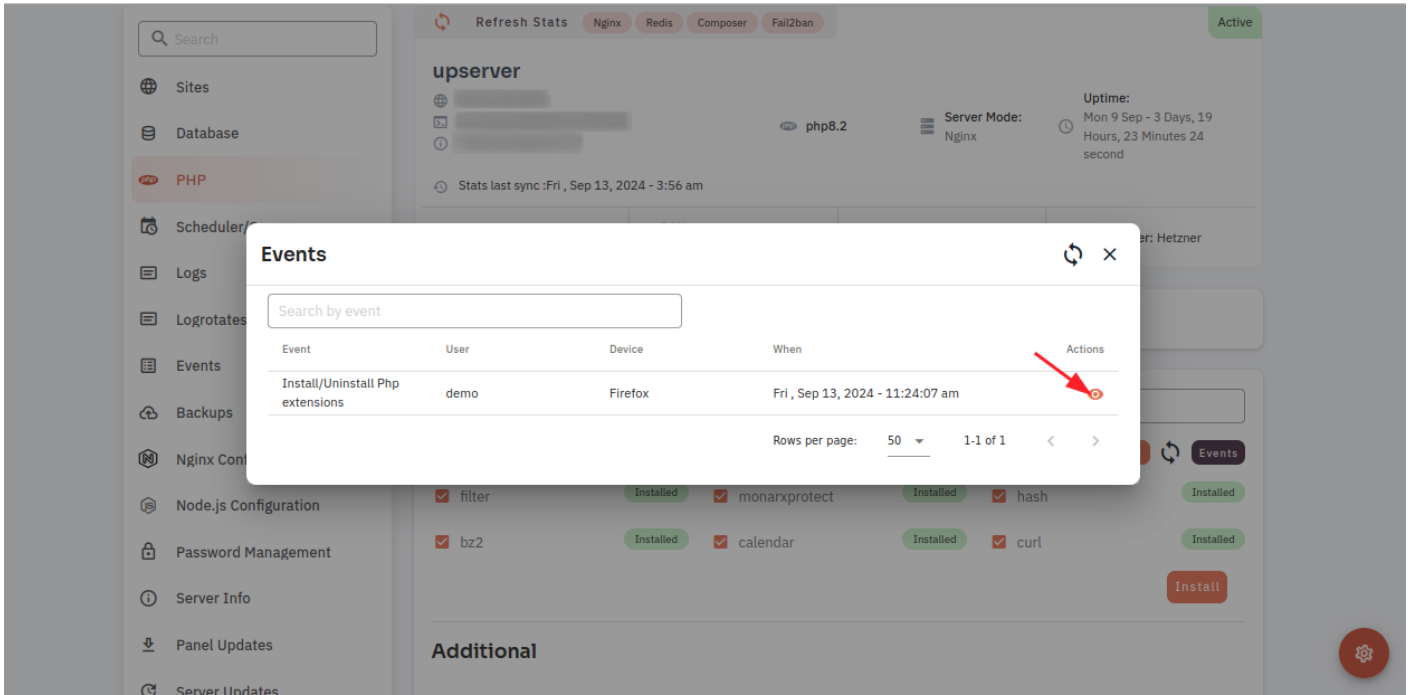 Search
Sites
Database
php PHP
Scheduler/
Logs
Logrotates
Events
Backups
Nginx Conf
Node.js Configuration
Password Management
Server Info
Panel Updates
Server Updates
Refresh Stats Nginx Redis Composer Fail2ban Active
upserver
php php8.2
Server Mode:
Nginx
Uptime:
Mon 9 Sep - 3 Days, 19
Hours, 23 Minutes 24
second
Stats last sync :Fri , Sep 13, 2024 - 3:56 am
er: Hetzner
Events
Search by event
Event User Device When Actions
Install/Uninstall Php
extensions
demo Firefox Fri , Sep 13, 2024 - 11:24:07 am
Rows per page: 50 1-1 of 1
Events
filter Installed monarxprotect Installed hash Installed
bz2 Installed calendar Installed curl Installed
Install
Additional